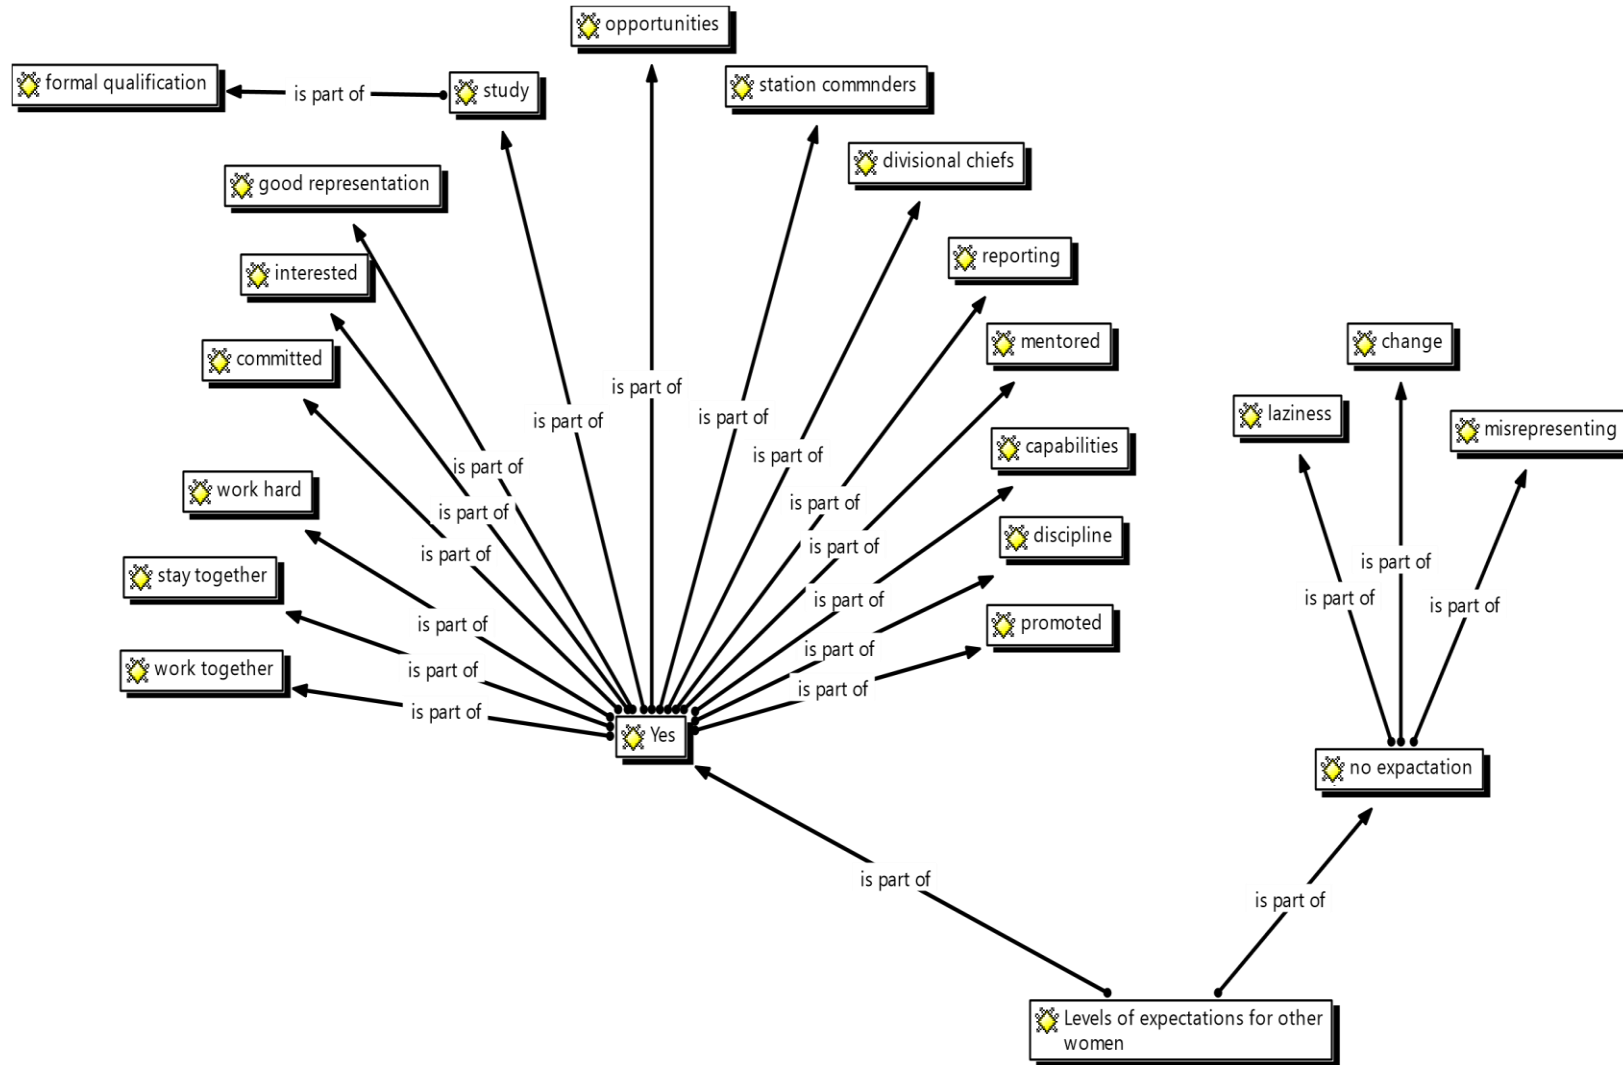 opportunities
formal qualification
is part of
study
station commnders
divisional chiefs
good representation
reporting
interested
mentored
change
committed
is part of
laziness
misrepresenting
is part of
is part of
capabilities
is part of
is part of
work hard
is part of
is part of
discipline
is part of
is part of
is part of
stay together
is part of
is part of
is part of
promoted
is part of
is part of
work together
is part of
is part of
is part of
Yes
no expactation
is part of
is part of
Levels of expectations for other
women